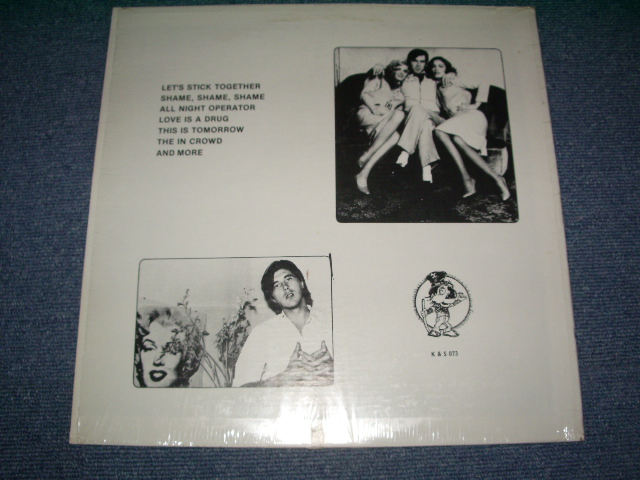 LET'S STICK TOGETHER
SHAME, SHAME, SHAME
ALL NIGHT OPERATOR
LOVE IS A DRUG
THIS IS TOMORROW
THE IN CROWD
AND MORE
K & S 073